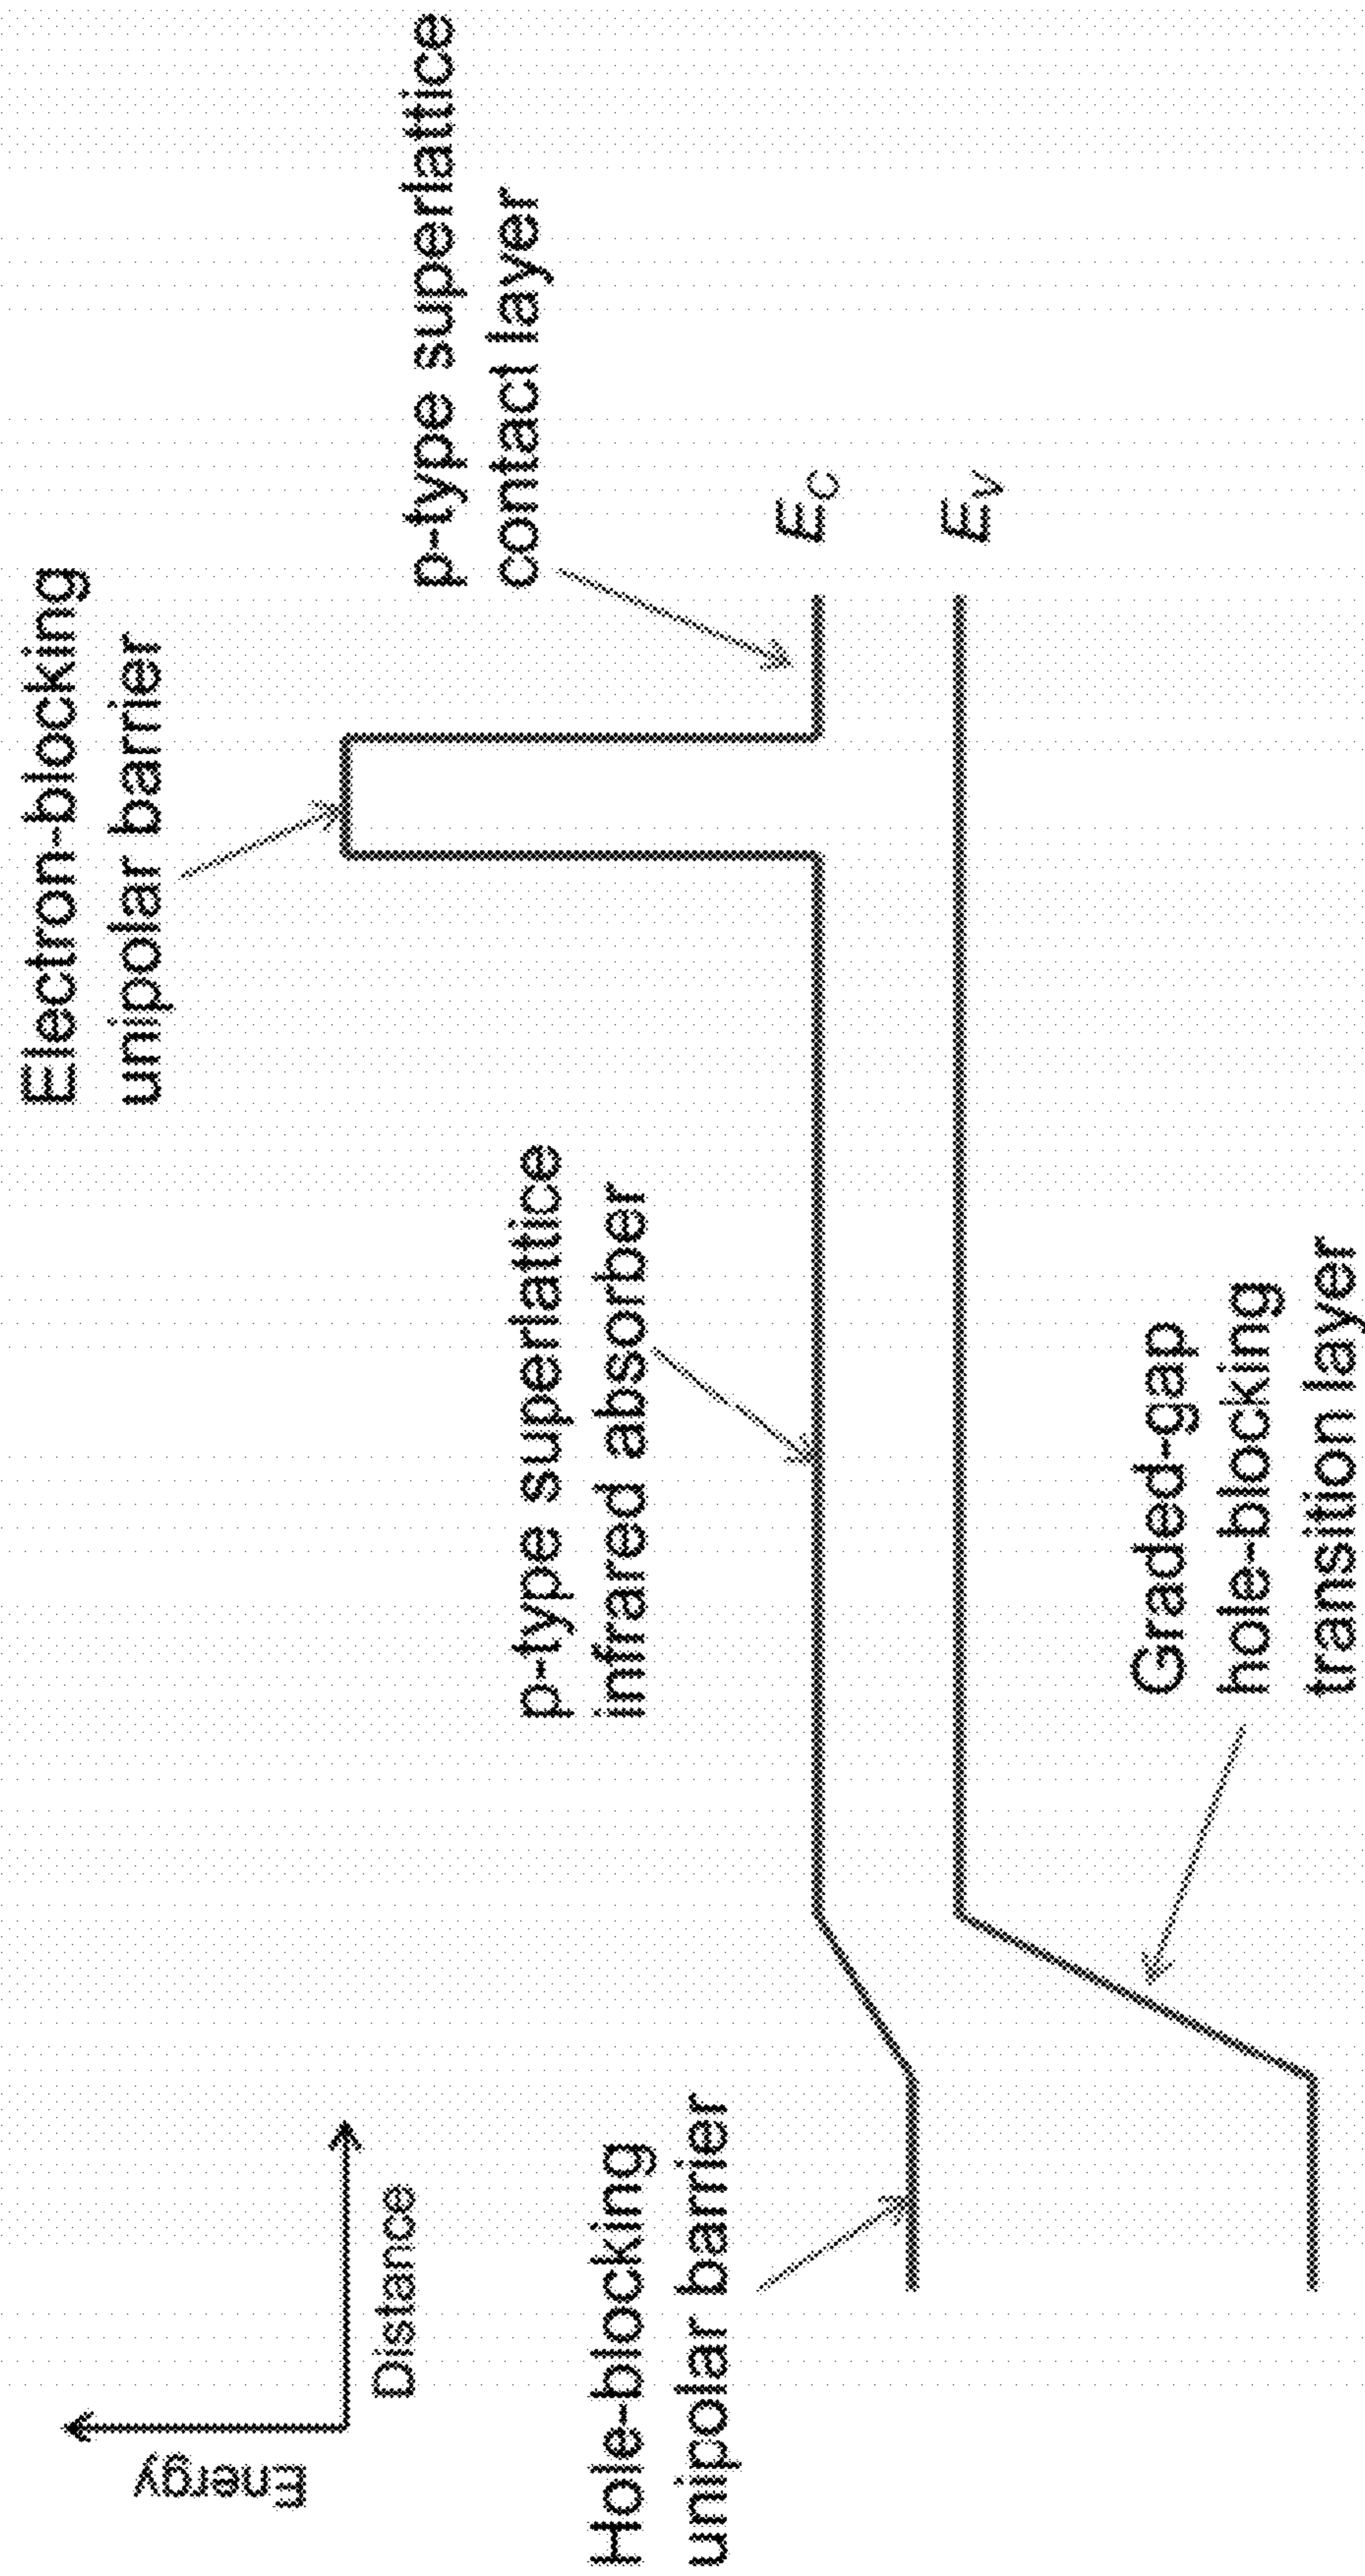 Energy
Distance
Electron-blocking
unipolar barrier
p-type superlattice
contact layer
p-type superlattice
infrared absorber
Hole-blocking
unipolar barrier
E_C
E_V
Graded-gap
hole-blocking
transition layer